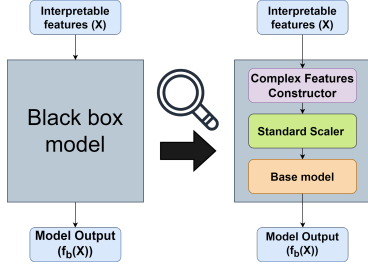 Interpretable
features (X)
Black box
model
Model Output
(fb(X))
Interpretable
features (X)
Complex Features
Constructor
Standard Scaler
Base model
Model Output
(fb(X))